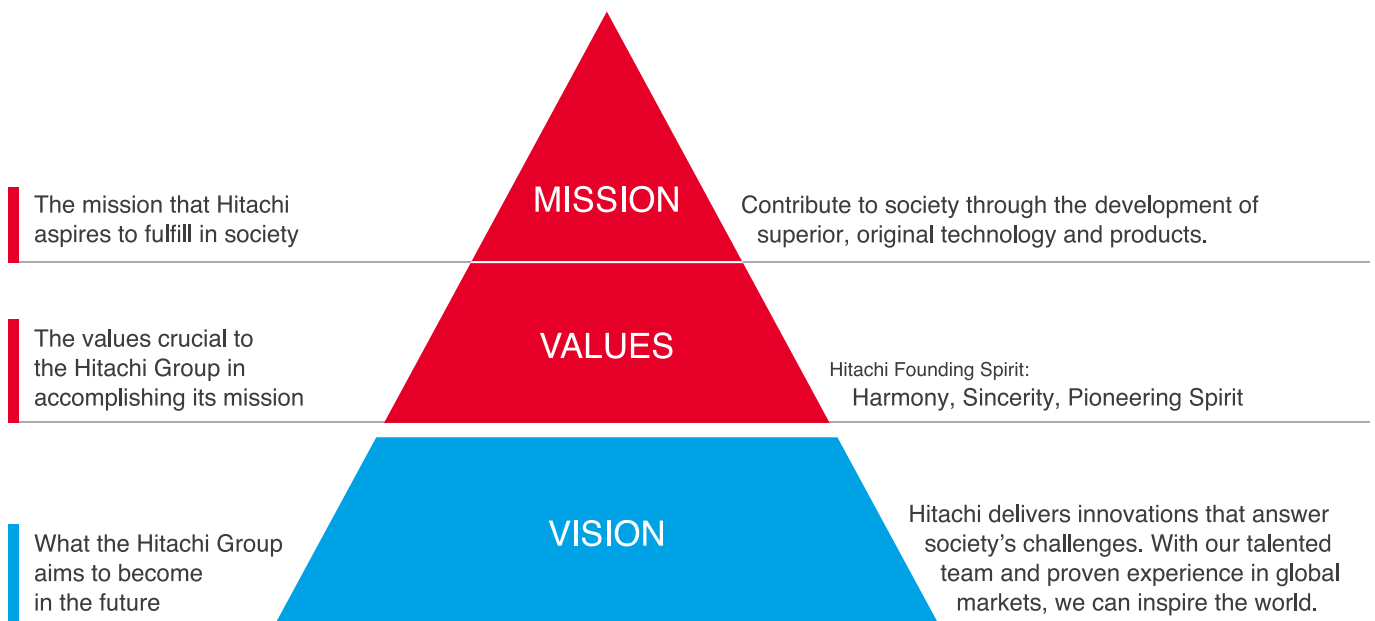 The mission that Hitachi
aspires to fulfill in society
MISSION
Contribute to society through the development of
superior, original technology and products.
The values crucial to
the Hitachi Group in
accomplishing its mission
VALUES
Hitachi Founding Spirit:
Harmony, Sincerity, Pioneering Spirit
What the Hitachi Group
aims to become
in the future
VISION
Hitachi delivers innovations that answer
society’s challenges. With our talented
team and proven experience in global
markets, we can inspire the world.